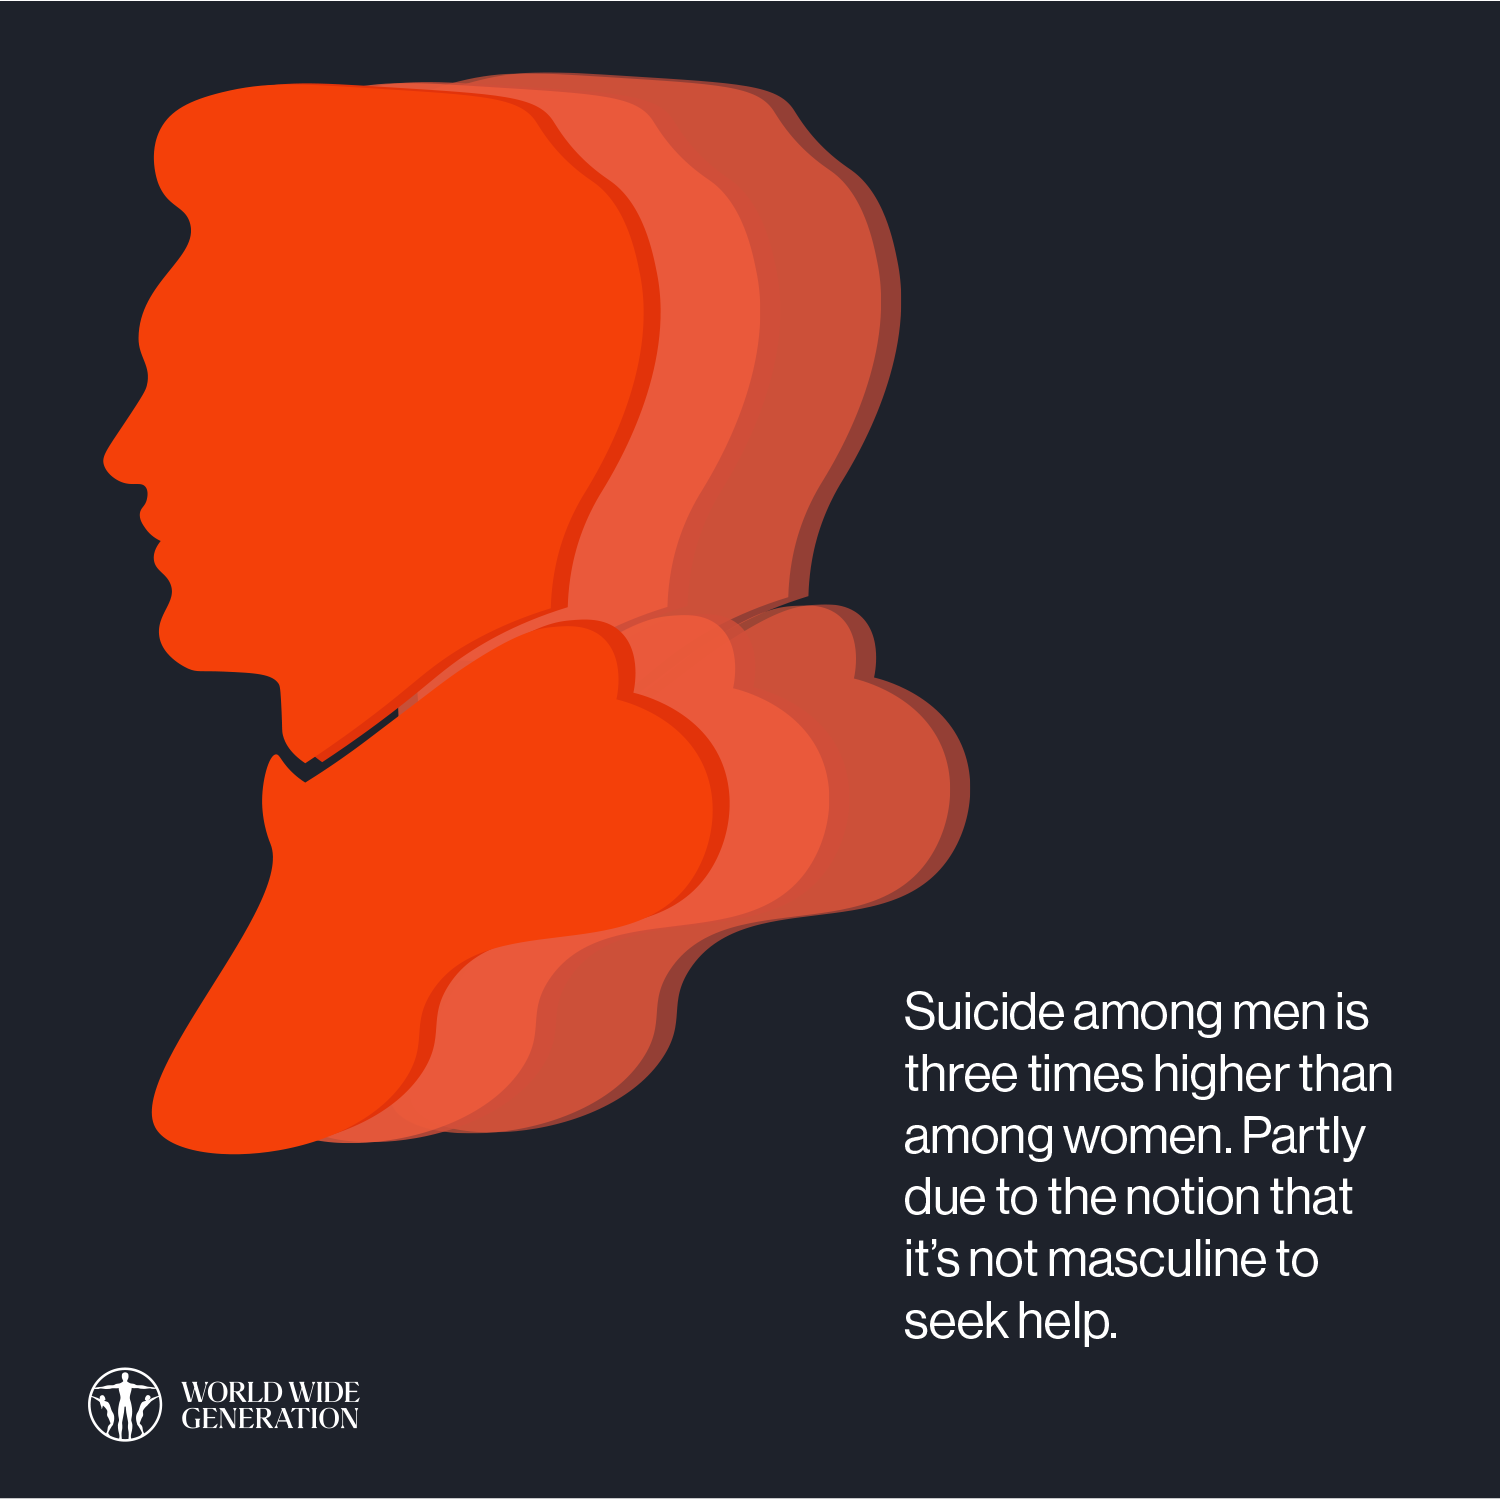 Suicide among men is
three times higher than
among women. Partly
due to the notion that
it’s not masculine to
seek help.
WORLD WIDE
GENERATION